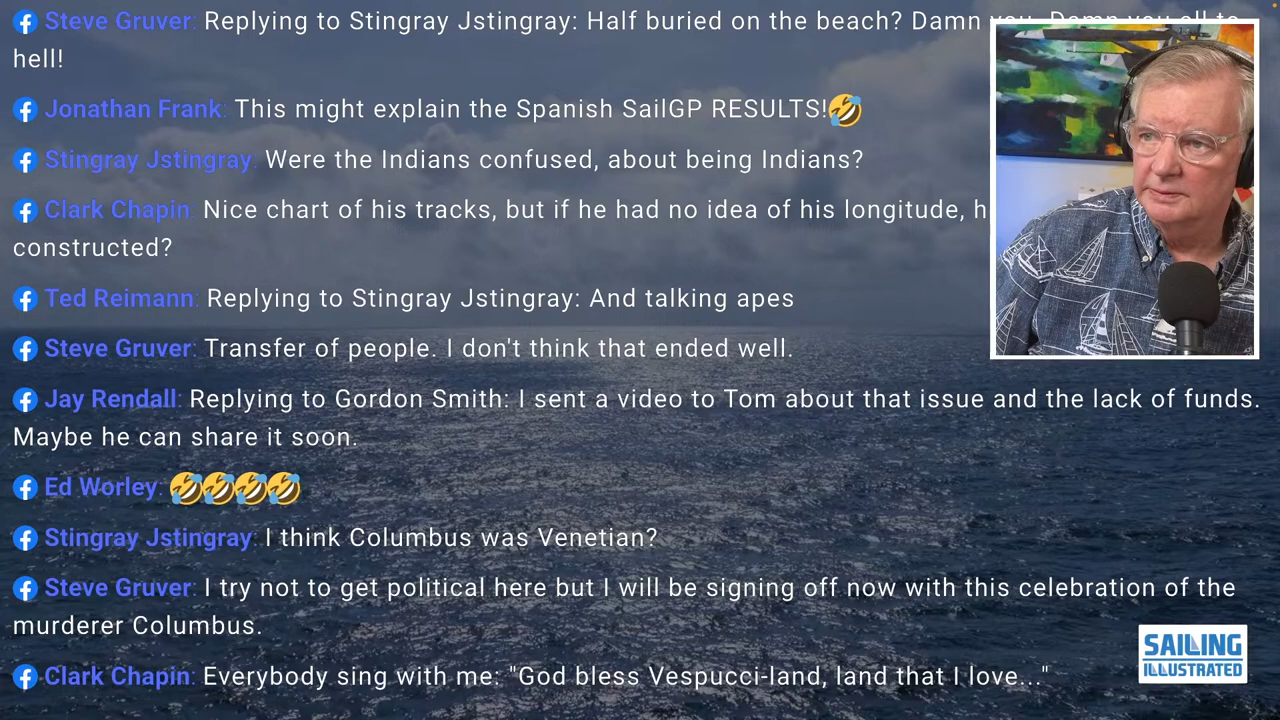 Steve Gruver: Replying to Stingray Jstingray: Half buried on the beach? Damn you. Damn you all to
hell!
Jonathan Frank: This might explain the Spanish SailGP RESULTS!🤣
Stingray Jstingray: Were the Indians confused, about being Indians?
Clark Chapin: Nice chart of his tracks, but if he had no idea of his longitude, h
constructed?
Ted Reimann: Replying to Stingray Jstingray: And talking apes
Steve Gruver: Transfer of people. I don't think that ended well.
Jay Rendall: Replying to Gordon Smith: I sent a video to Tom about that issue and the lack of funds.
Maybe he can share it soon.
Ed Worley: 🤣🤣🤣🤣
Stingray Jstingray: I think Columbus was Venetian?
Steve Gruver: I try not to get political here but I will be signing off now with this celebration of the
murderer Columbus.
SAILING
ILLUSTRATED
Clark Chapin: Everybody sing with me: "God bless Vespucci-land, land that I love..."